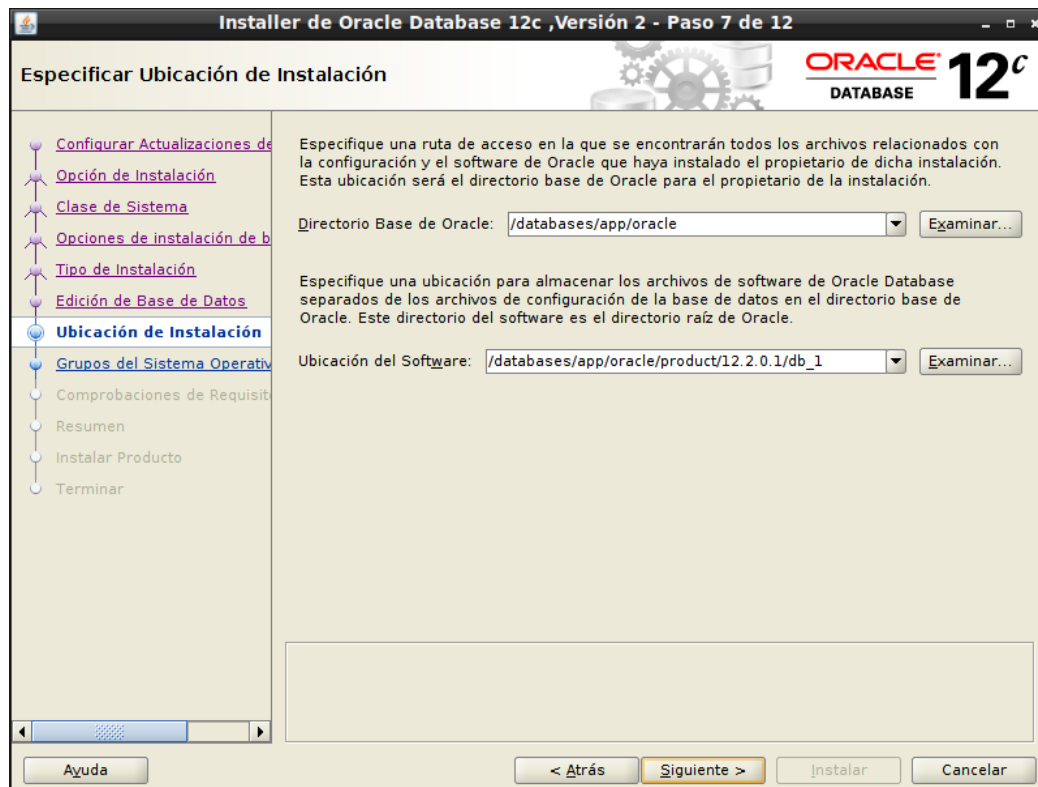 Installer de Oracle Database 12c ,Versión 2 - Paso 7 de 12
Especificar Ubicación de Instalación
ORACLE
DATABASE
12c
Configurar Actualizaciones de
Opción de Instalación
Clase de Sistema
Opciones de instalación de b
Tipo de Instalación
Edición de Base de Datos
Ubicación de Instalación
Grupos del Sistema Operativ
Comprobaciones de Requisit
Resumen
Instalar Producto
Terminar
Especifique una ruta de acceso en la que se encontrarán todos los archivos relacionados con
la configuración y el software de Oracle que haya instalado el propietario de dicha instalación.
Esta ubicación será el directorio base de Oracle para el propietario de la instalación.
Directorio Base de Oracle: /databases/app/oracle Examinar...
Especifique una ubicación para almacenar los archivos de software de Oracle Database
separados de los archivos de configuración de la base de datos en el directorio base de
Oracle. Este directorio del software es el directorio raíz de Oracle.
Ubicación del Software: /databases/app/oracle/product/12.2.0.1/db_1 Examinar...
Ayuda < Atrás Siguiente > Instalar Cancelar